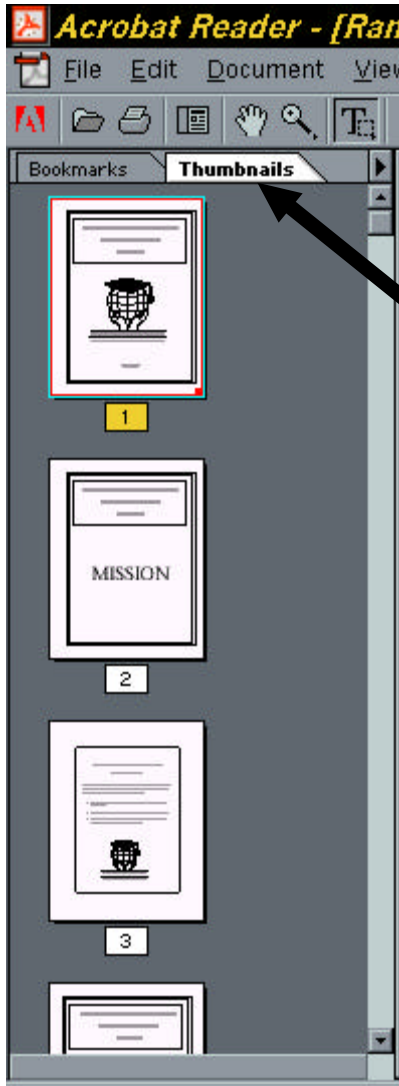 Acrobat Reader - [Ran
File Edit Document View
Bookmarks Thumbnails
1
MISSION
2
3